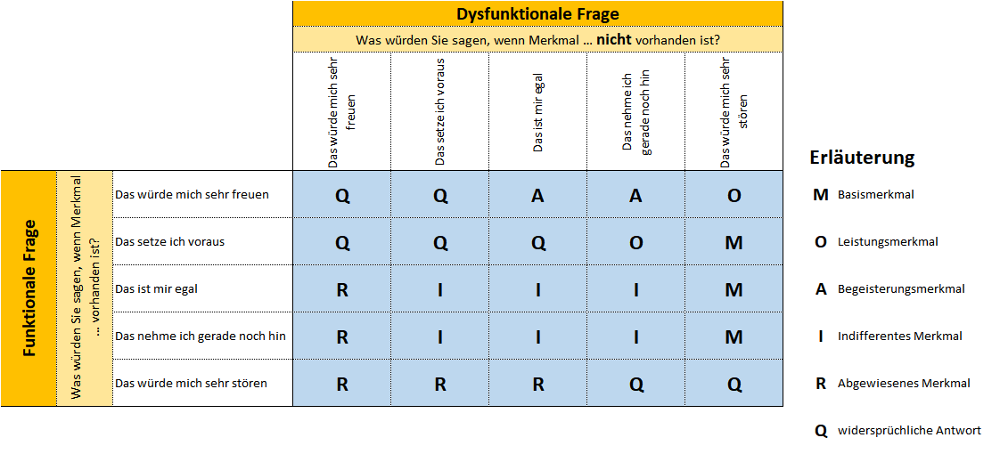 Dysfunktionale Frage
Was würden Sie sagen, wenn Merkmal ... nicht vorhanden ist?
Das würde mich sehr
freuen
Das setze ich voraus
Das ist mir egal
Das nehme ich
gerade noch hin
Das würde mich sehr
stören
Funktionale Frage
Was würden Sie sagen, wenn Merkmal
... vorhanden ist?
Das würde mich sehr freuen Q Q A A O
Das setze ich voraus Q Q Q O M
Das ist mir egal R I I I M
Das nehme ich gerade noch hin R I I I M
Das würde mich sehr stören R R R Q Q
Erläuterung
M Basismerkmal
O Leistungsmerkmal
A Begeisterungsmerkmal
I Indifferentes Merkmal
R Abgewiesenes Merkmal
Q widersprüchliche Antwort